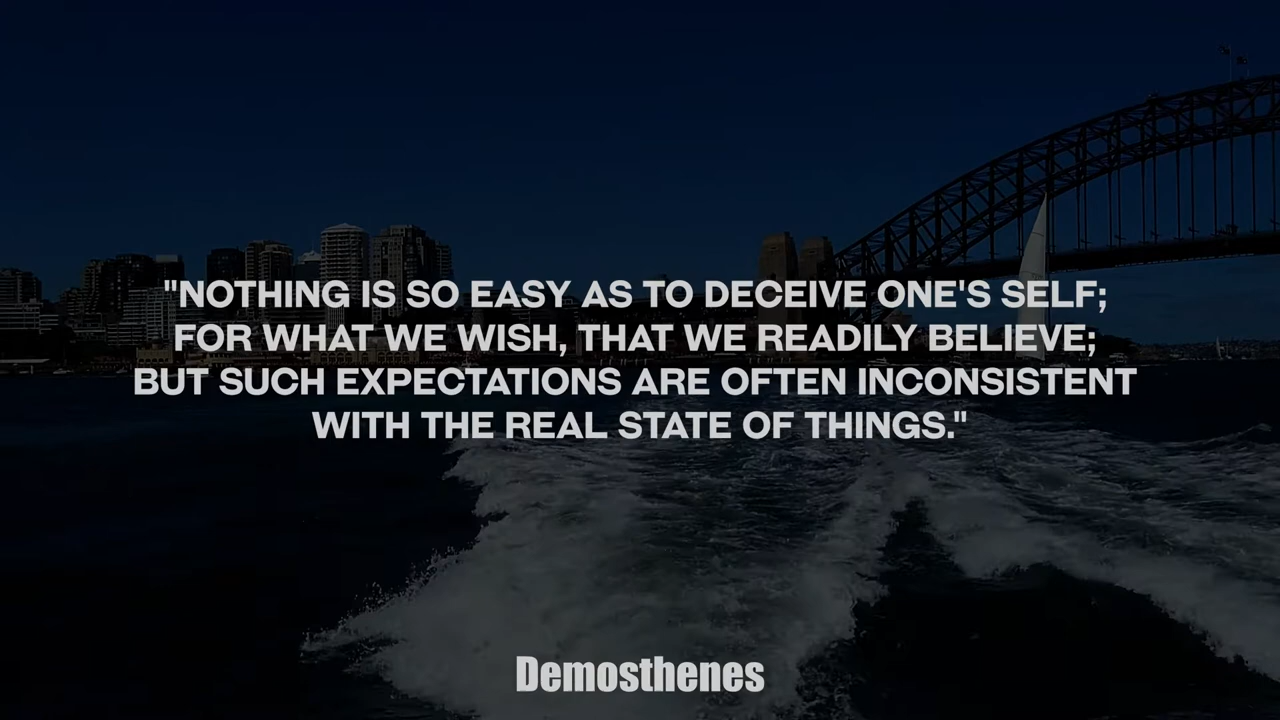 "NOTHING IS SO EASY AS TO DECEIVE ONE'S SELF;
FOR WHAT WE WISH, THAT WE READILY BELIEVE;
BUT SUCH EXPECTATIONS ARE OFTEN INCONSISTENT
WITH THE REAL STATE OF THINGS."
Demosthenes